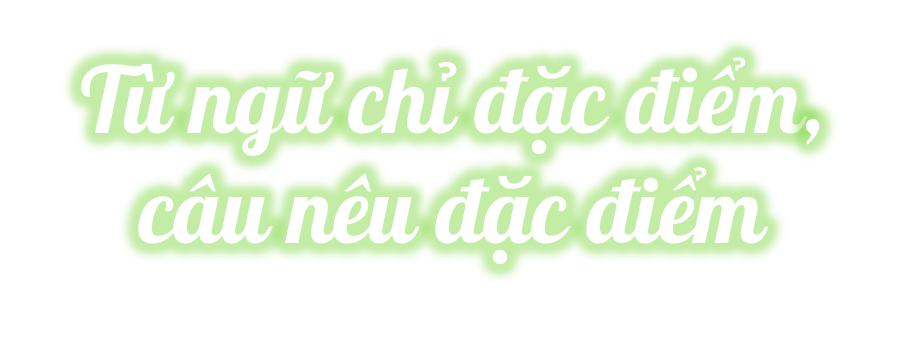 Từ ngữ chỉ đặc điểm,
câu nêu đặc điểm